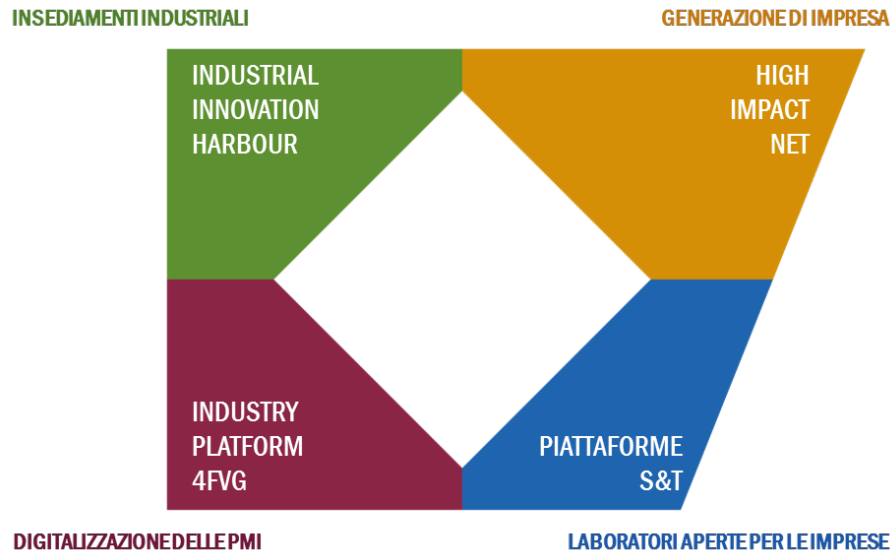 INSEDIAMENTI INDUSTRIALI
GENERAZIONE DI IMPRESA
INDUSTRIAL
INNOVATION
HARBOUR
HIGH
IMPACT
NET
INDUSTRY
PLATFORM
4FVG
PIATTAFORME
S&T
DIGITALIZZAZIONE DELLE PMI
LABORATORI APERTE PER LE IMPRESE